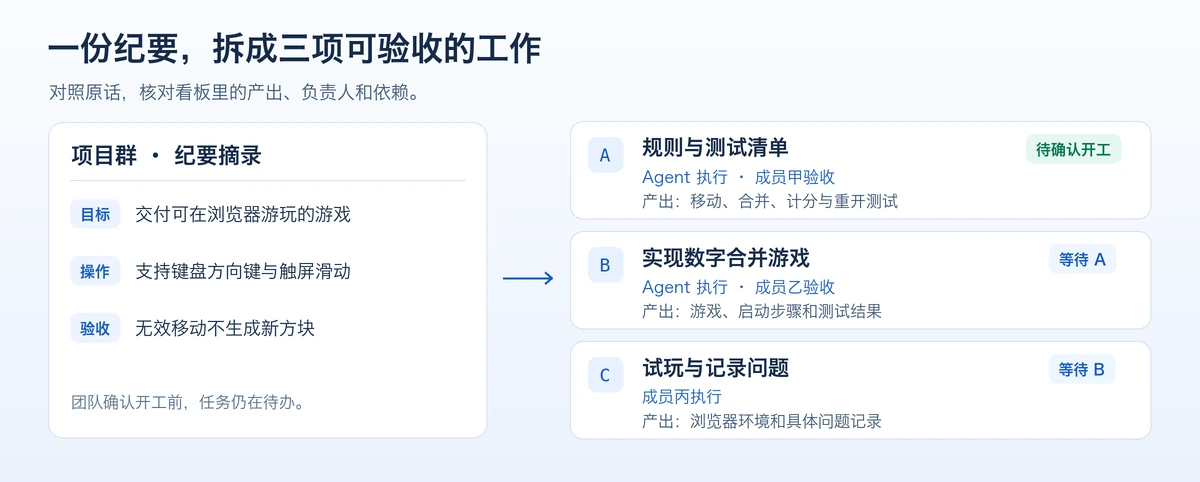 一份纪要，拆成三项可验收的工作
对照原话，核对看板里的产出、负责人和依赖。
项目群 · 纪要摘录
目标 交付可在浏览器游玩的游戏
操作 支持键盘方向键与触屏滑动
验收 无效移动不生成新方块
团队确认开工前，任务仍在待办。
A 规则与测试清单 待确认开工
Agent 执行 · 成员甲验收
产出：移动、合并、计分与重开测试
B 实现数字合并游戏 等待 A
Agent 执行 · 成员乙验收
产出：游戏、启动步骤和测试结果
C 试玩与记录问题 等待 B
成员丙执行
产出：浏览器环境和具体问题记录